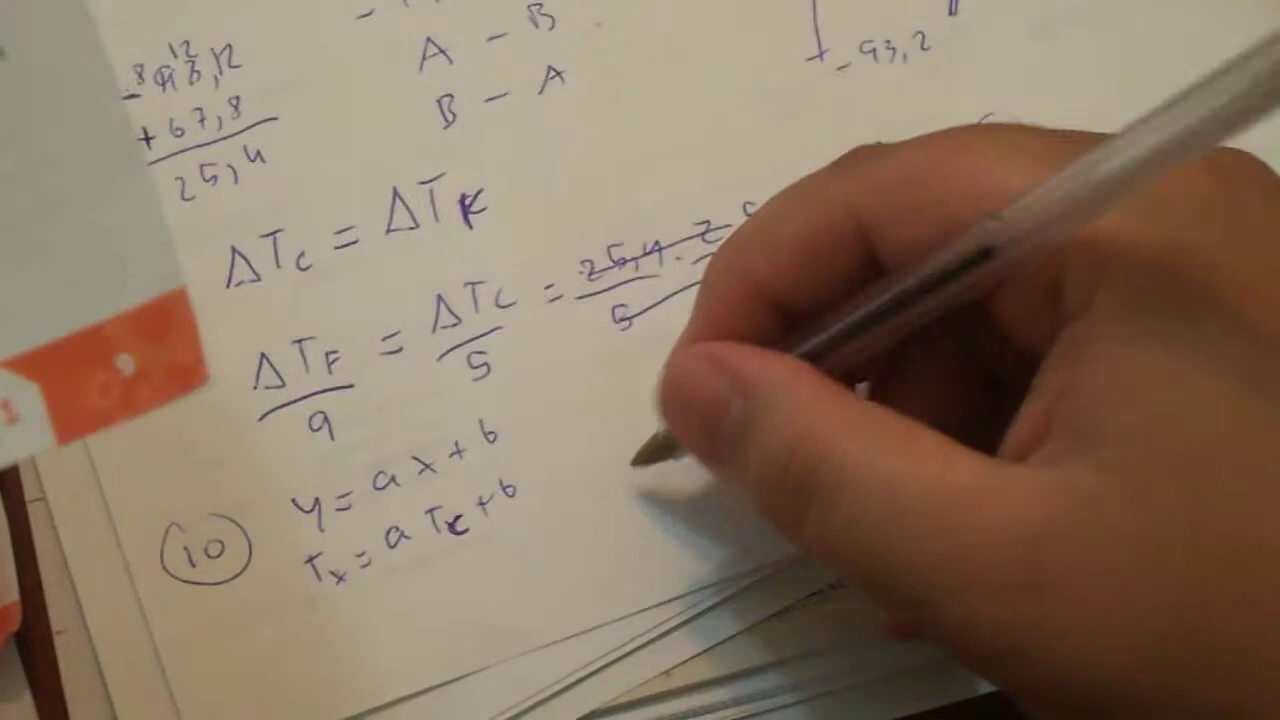 A - B
- 93,2
B - A
- 93,12
+ 67,8
25,4
ΔTc = ΔTK
ΔTF/9 = ΔTC/5 = 25,4 · 2/5
y = ax + b
10
Tx = a Tc + b